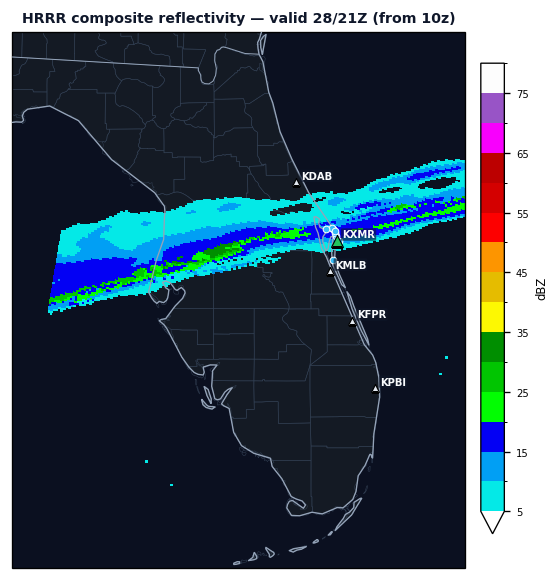 HRRR composite reflectivity — valid 28/21Z (from 10z)
KDAB
KXMR
KMLB
KFPR
KPBI
75
65
55
45
35
25
15
5
dBZ